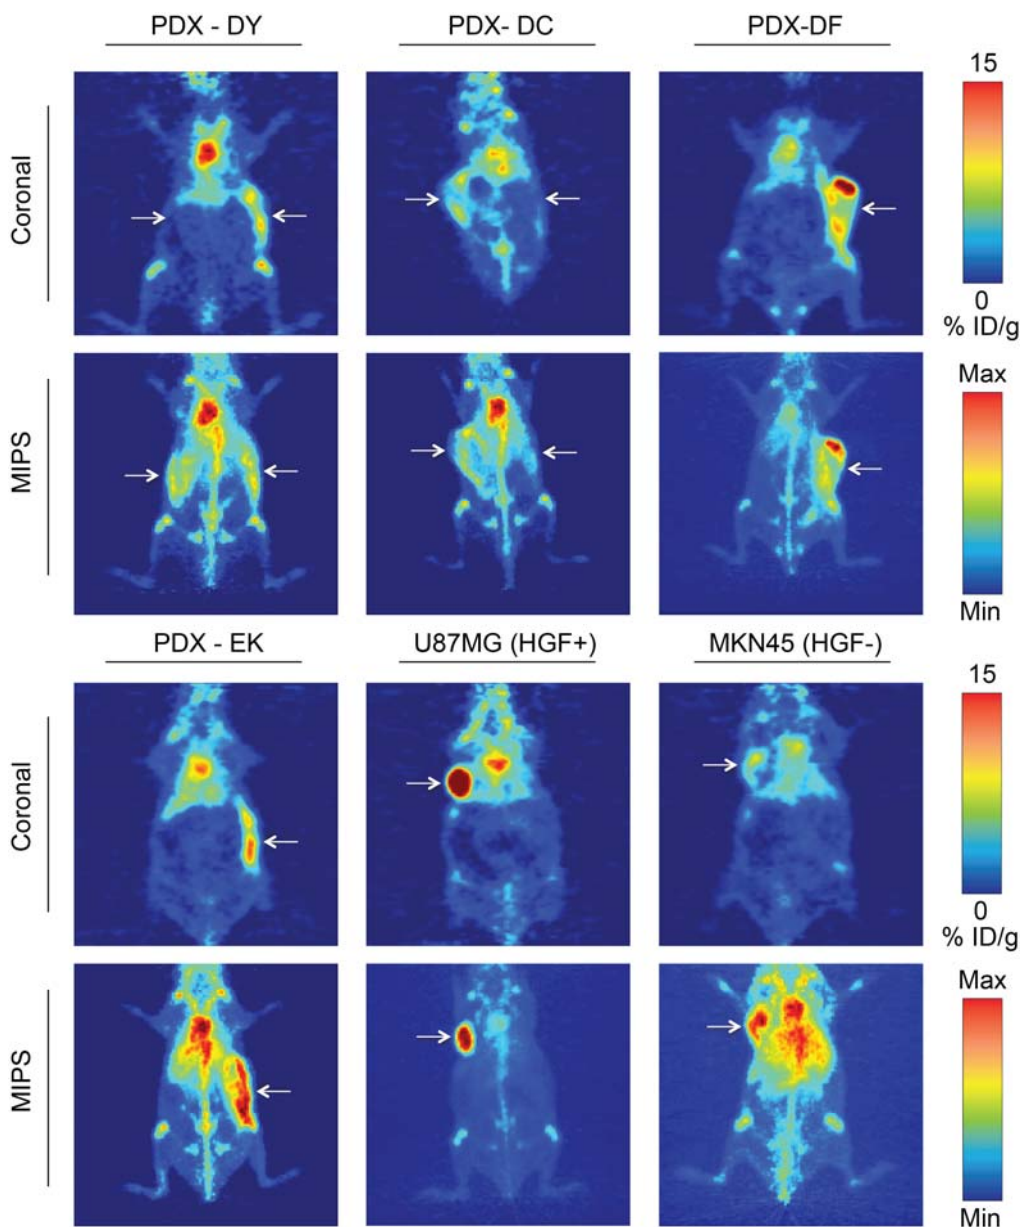 PDX - DY
PDX- DC
PDX-DF
Coronal
15
0
% ID/g
MIPS
Max
Min
PDX - EK
U87MG (HGF+)
MKN45 (HGF-)
Coronal
15
0
% ID/g
MIPS
Max
Min